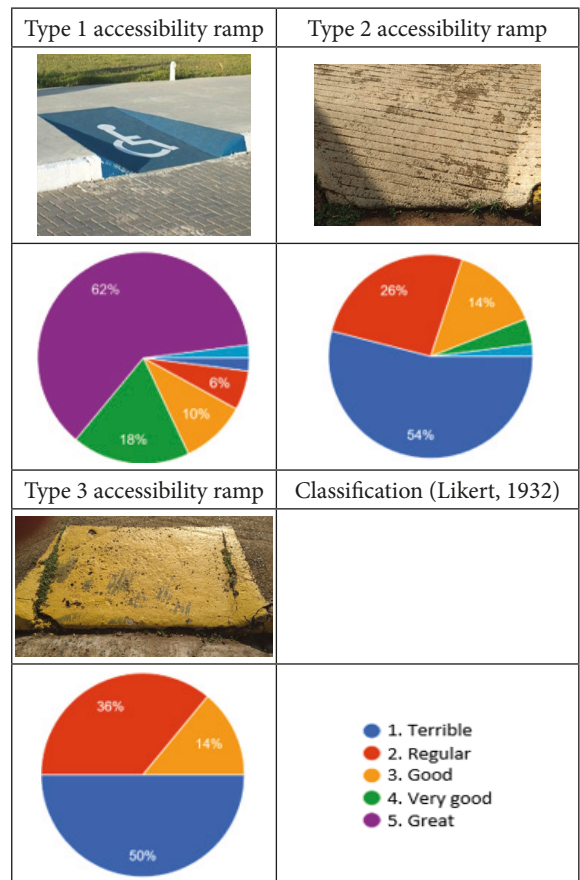 Type 1 accessibility ramp
Type 2 accessibility ramp
62%
6%
10%
18%
26%
14%
54%
Type 3 accessibility ramp
Classification (Likert, 1932)
36%
14%
50%
1. Terrible
2. Regular
3. Good
4. Very good
5. Great